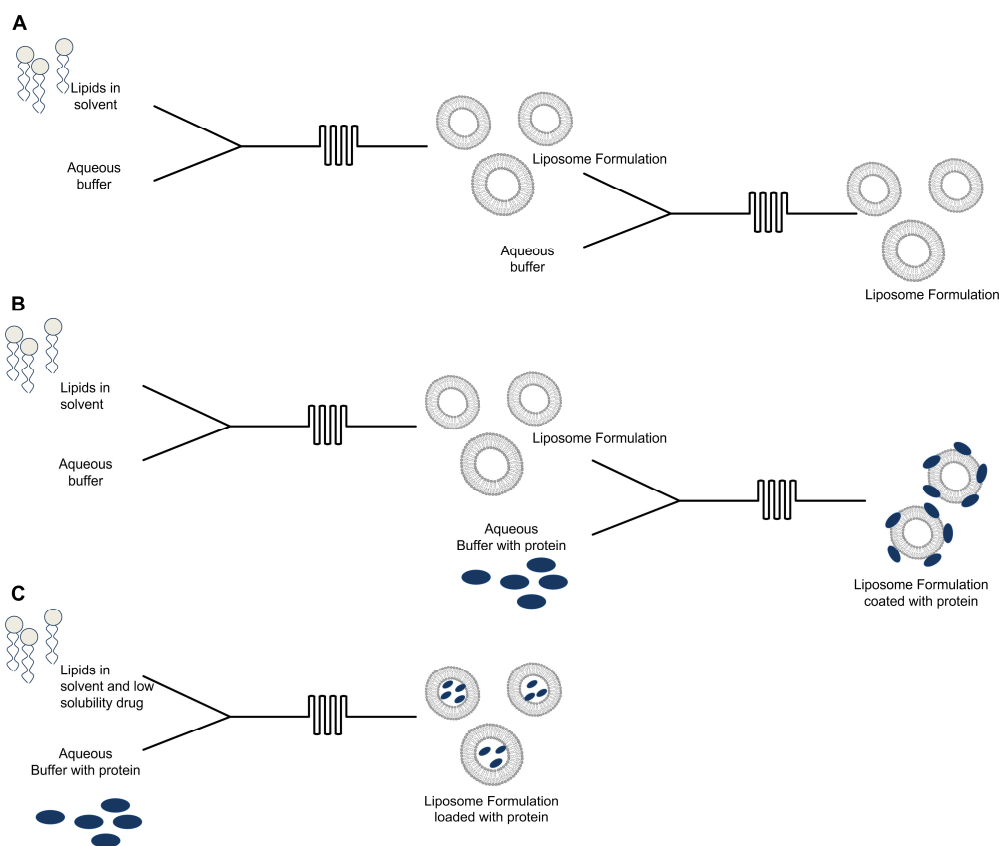 A
Lipids in
solvent
Aqueous
buffer
Liposome Formulation
Aqueous
buffer
Liposome Formulation
B
Lipids in
solvent
Aqueous
buffer
Liposome Formulation
Aqueous
Buffer with protein
Liposome Formulation
coated with protein
C
Lipids in
solvent and low
solubility drug
Aqueous
Buffer with protein
Liposome Formulation
loaded with protein